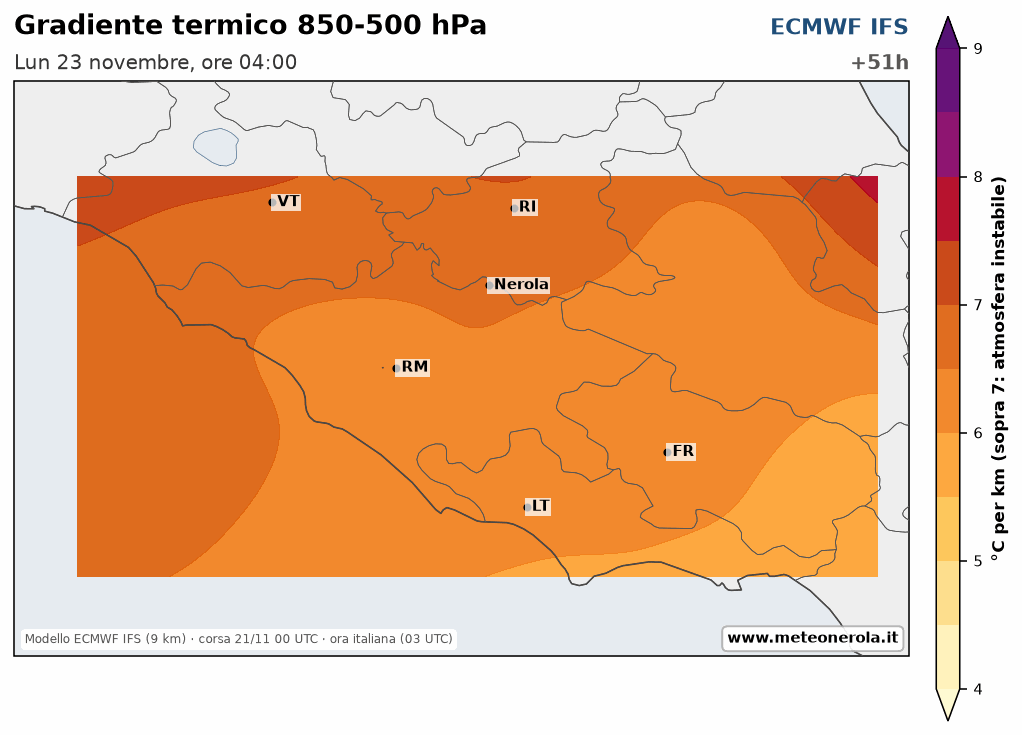 Gradiente termico 850-500 hPa
ECMWF IFS
Lun 23 novembre, ore 04:00
+51h
VT
RI
Nerola
RM
FR
LT
9
8
7
6
5
4
°C per km (sopra 7: atmosfera instabile)
Modello ECMWF IFS (9 km) · corsa 21/11 00 UTC · ora italiana (03 UTC)
www.meteonerola.it